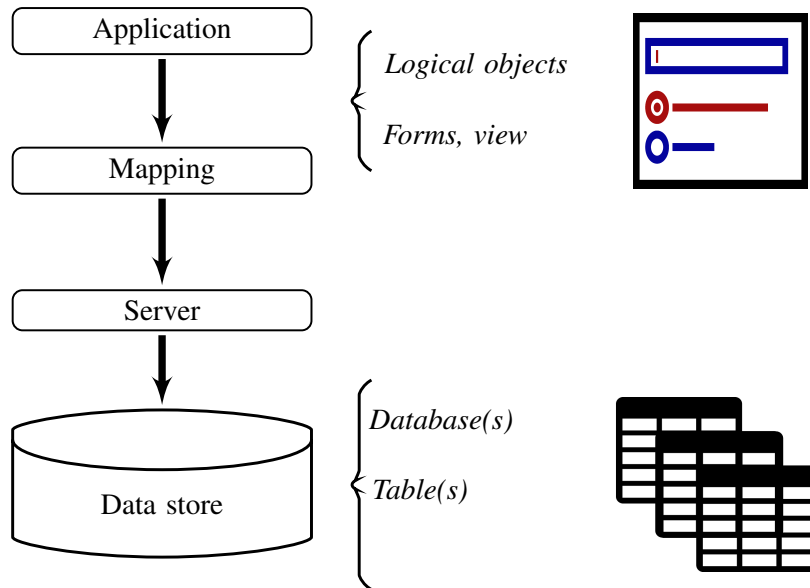 Application
Logical objects
Forms, view
Mapping
Server
Database(s)
Table(s)
Data store